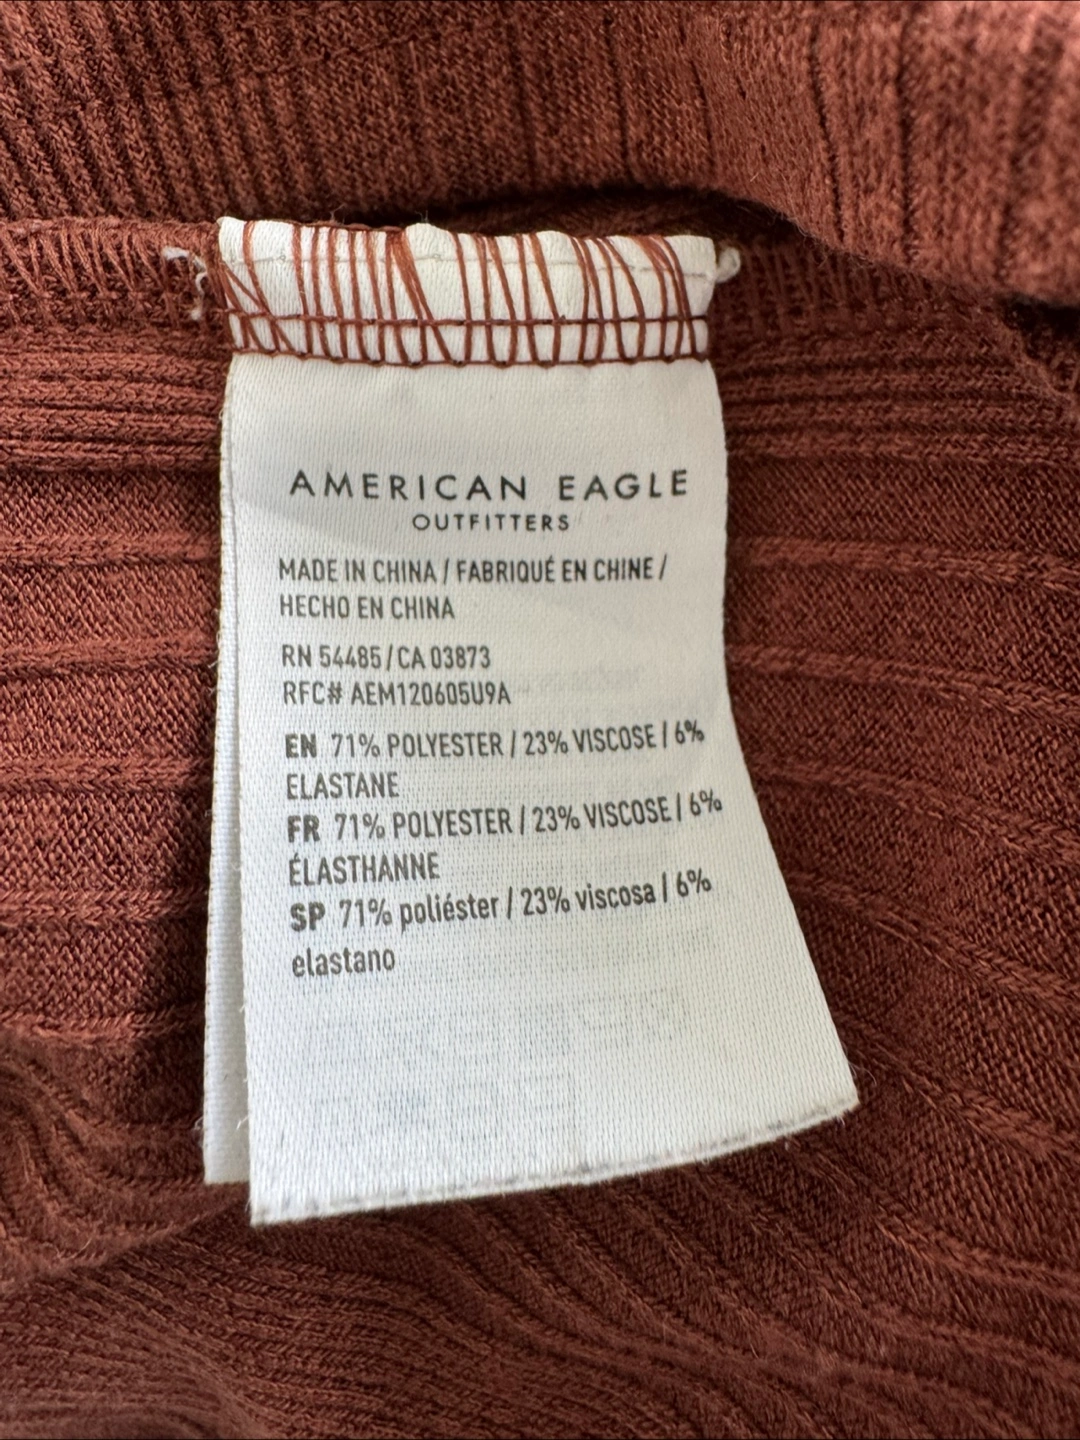 AMERICAN EAGLE
OUTFITTERS
MADE IN CHINA / FABRIQUÉ EN CHINE /
HECHO EN CHINA
RN 54485 / CA 03873
RFC# AEM120605U9A
EN 71% POLYESTER / 23% VISCOSE / 6%
ELASTANE
FR 71% POLYESTER / 23% VISCOSE / 6%
ÉLASTHANNE
SP 71% poliéster / 23% viscosa / 6%
elastano